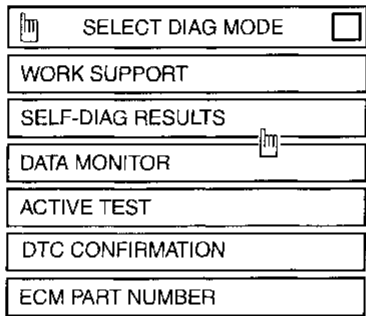 SELECT DIAG MODE
WORK SUPPORT
SELF-DIAG RESULTS
DATA MONITOR
ACTIVE TEST
DTC CONFIRMATION
ECM PART NUMBER